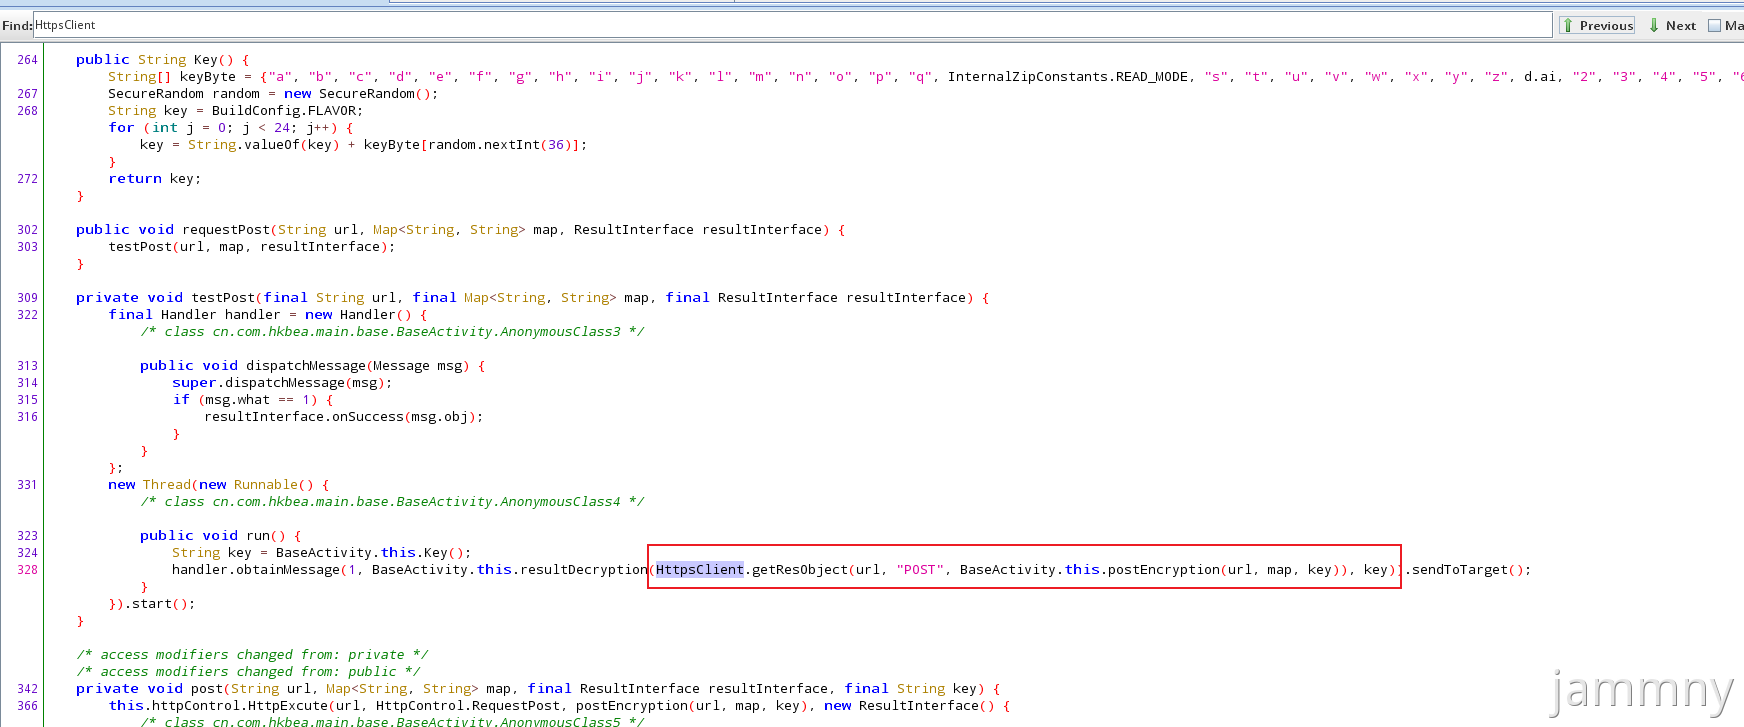 Find: HttpsClient Previous Next Ma
264 public String Key() {
String[] keyByte = {"a", "b", "c", "d", "e", "f", "g", "h", "i", "j", "k", "l", "m", "n", "o", "p", "q", InternalZipConstants.READ_MODE, "s", "t", "u", "v", "w", "x", "y", "z", d.ai, "2", "3", "4", "5", "6
267 SecureRandom random = new SecureRandom();
268 String key = BuildConfig.FLAVOR;
for (int j = 0; j < 24; j++) {
key = String.valueOf(key) + keyByte[random.nextInt(36)];
}
272 return key;
}
302 public void requestPost(String url, Map<String, String> map, ResultInterface resultInterface) {
303 testPost(url, map, resultInterface);
}
309 private void testPost(final String url, final Map<String, String> map, final ResultInterface resultInterface) {
322 final Handler handler = new Handler() {
/* class cn.com.hkbea.main.base.BaseActivity.AnonymousClass3 */
313 public void dispatchMessage(Message msg) {
314 super.dispatchMessage(msg);
315 if (msg.what == 1) {
316 resultInterface.onSuccess(msg.obj);
}
}
};
331 new Thread(new Runnable() {
/* class cn.com.hkbea.main.base.BaseActivity.AnonymousClass4 */
323 public void run() {
324 String key = BaseActivity.this.Key();
328 handler.obtainMessage(1, BaseActivity.this.resultDecryption(HttpsClient.getResObject(url, "POST", BaseActivity.this.postEncryption(url, map, key)), key)).sendToTarget();
}
}).start();
}
/* access modifiers changed from: private */
/* access modifiers changed from: public */
342 private void post(String url, Map<String, String> map, final ResultInterface resultInterface, final String key) {
366 this.httpControl.HttpExcute(url, HttpControl.RequestPost, postEncryption(url, map, key), new ResultInterface() {
/* class cn.com.hkbea.main.base.BaseActivity.AnonymousClass5 */
jammny